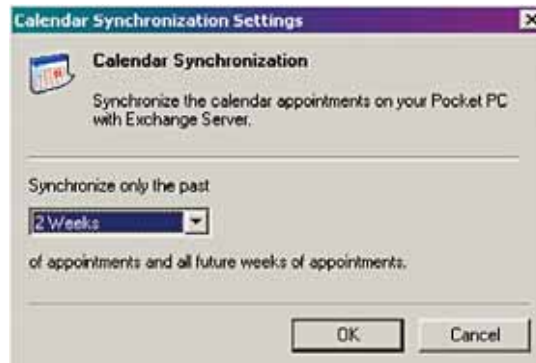 Calendar Synchronization Settings
Calendar Synchronization
Synchronize the calendar appointments on your Pocket PC
with Exchange Server.
Synchronize only the past
2 Weeks
of appointments and all future weeks of appointments.
OK
Cancel